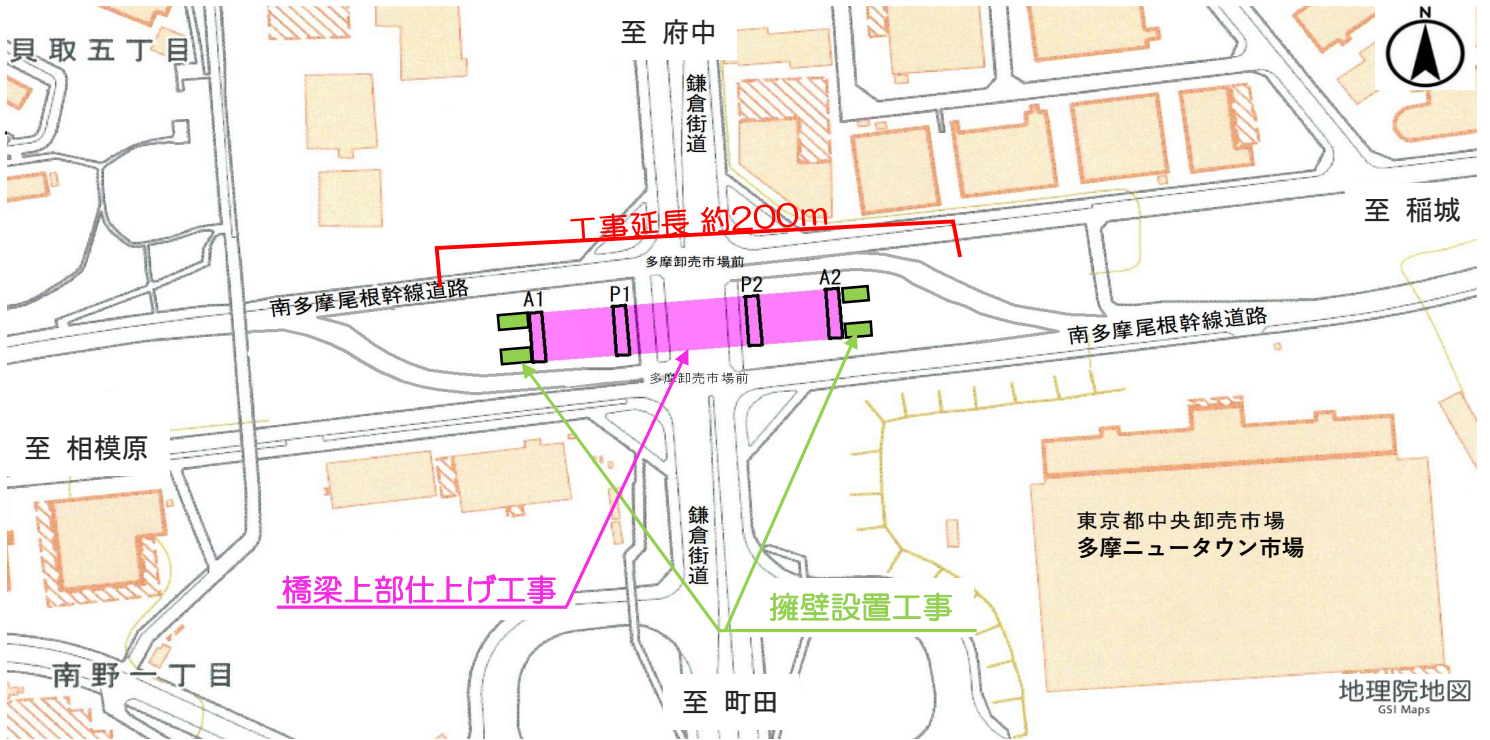 N
至 府中
貝取五丁目
鎌倉街道
至 稲城
工事延長 約200m
多摩卸売市場前
南多摩尾根幹線道路
A1
P1
P2
A2
南多摩尾根幹線道路
多摩卸売市場前
至 相模原
鎌倉街道
東京都中央卸売市場
多摩ニュータウン市場
橋梁上部仕上げ工事
擁壁設置工事
南野一丁目
至 町田
地理院地図
GSI Maps